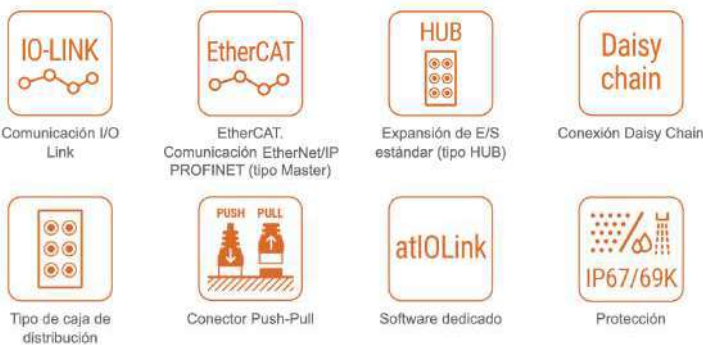 IO-LINK
Comunicación I/O
Link
EtherCAT
EtherCAT.
Comunicación EtherNet/IP
PROFINET (tipo Master)
HUB
Expansión de E/S
estándar (tipo HUB)
Daisy
chain
Conexión Daisy Chain
Tipo de caja de
distribución
PUSH PULL
Conector Push-Pull
atIOLink
Software dedicado
IP67/69K
Protección